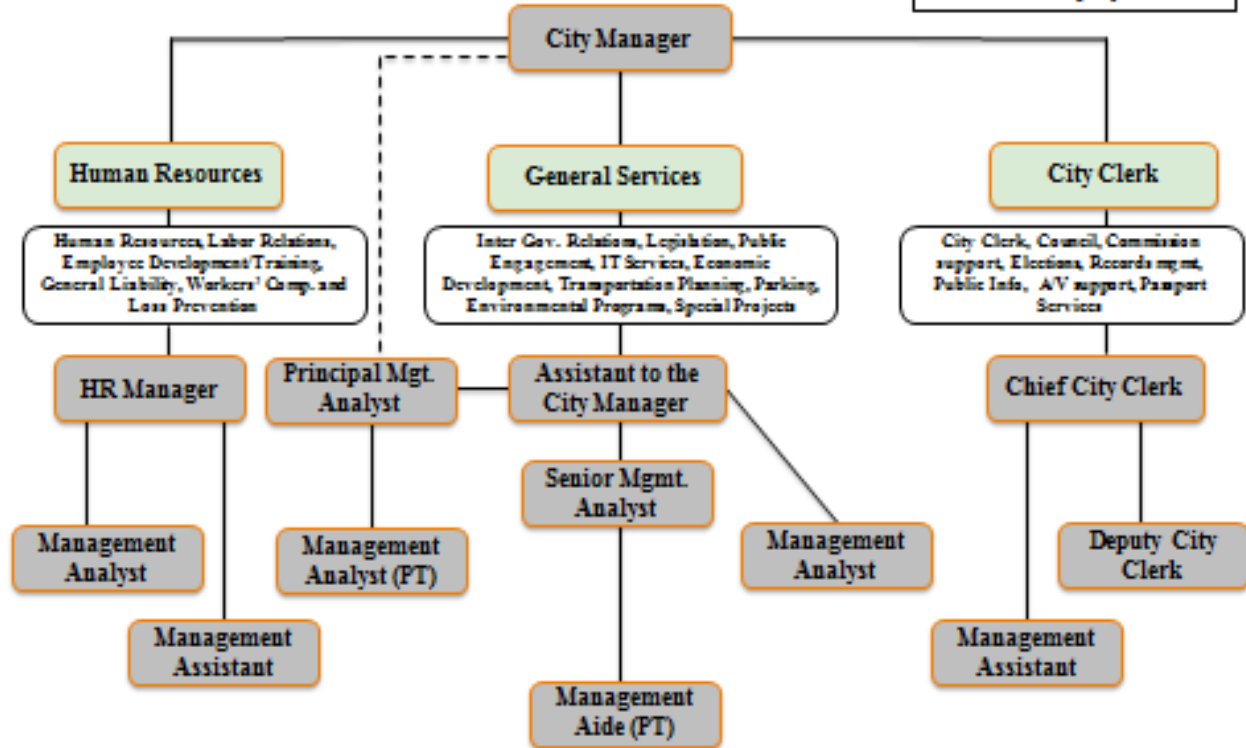 City Manager
Human Resources
General Services
City Clerk
Human Resources, Labor Relations,
Employee Development/Training,
General Liability, Workers' Comp. and
Loss Prevention
Inter Gov. Relations, Legislation, Public
Engagement, IT Services, Economic
Development, Transportation Planning, Parking,
Environmental Programs, Special Projects
City Clerk, Council, Commission
support, Elections, Records mgmt,
Public Info, A/V support, Passport
Services
HR Manager
Principal Mgt.
Analyst
Assistant to the
City Manager
Chief City Clerk
Senior Mgmt.
Analyst
Management
Analyst
Management
Analyst (PT)
Management
Analyst
Deputy City
Clerk
Management
Assistant
Management
Assistant
Management
Aide (PT)